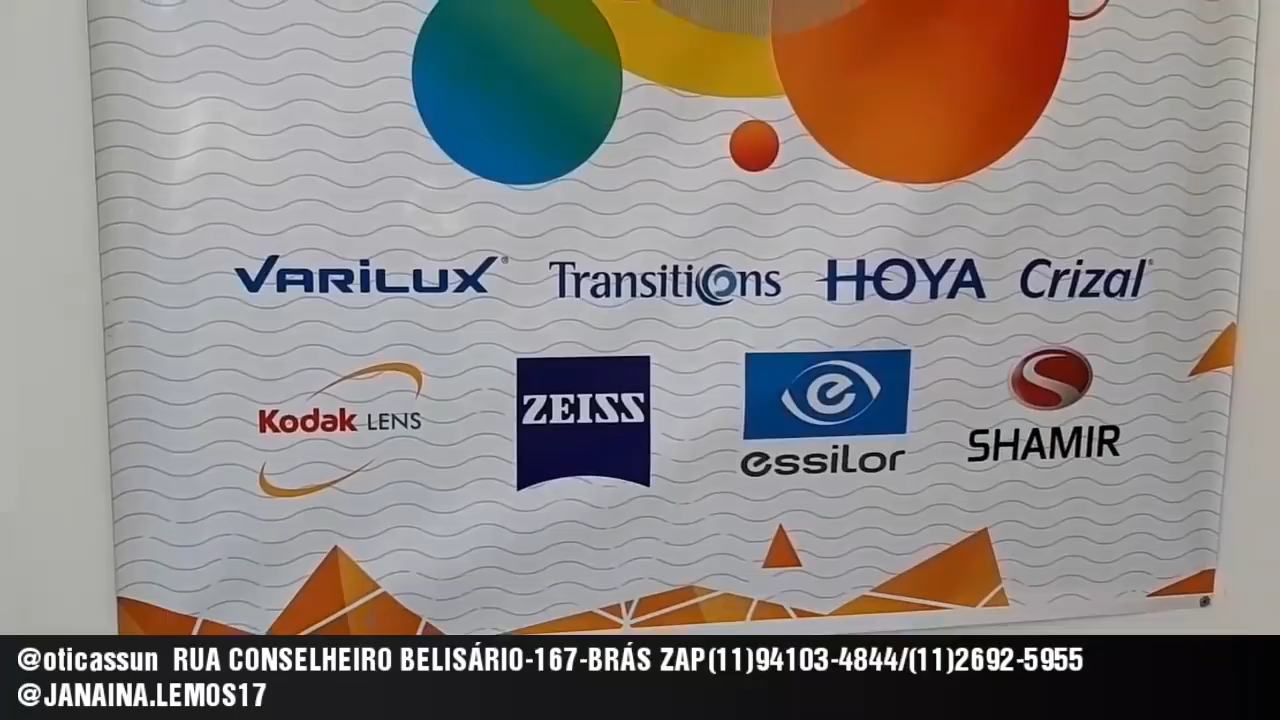 VARiLUX® Transitions HOYA Crizal®
Kodak LENS ZEISS e essilor S SHAMIR
@oticassun RUA CONSELHEIRO BELISÁRIO-167-BRÁS ZAP(11)94103-4844/(11)2692-5955
@JANAINA.LEMOS17